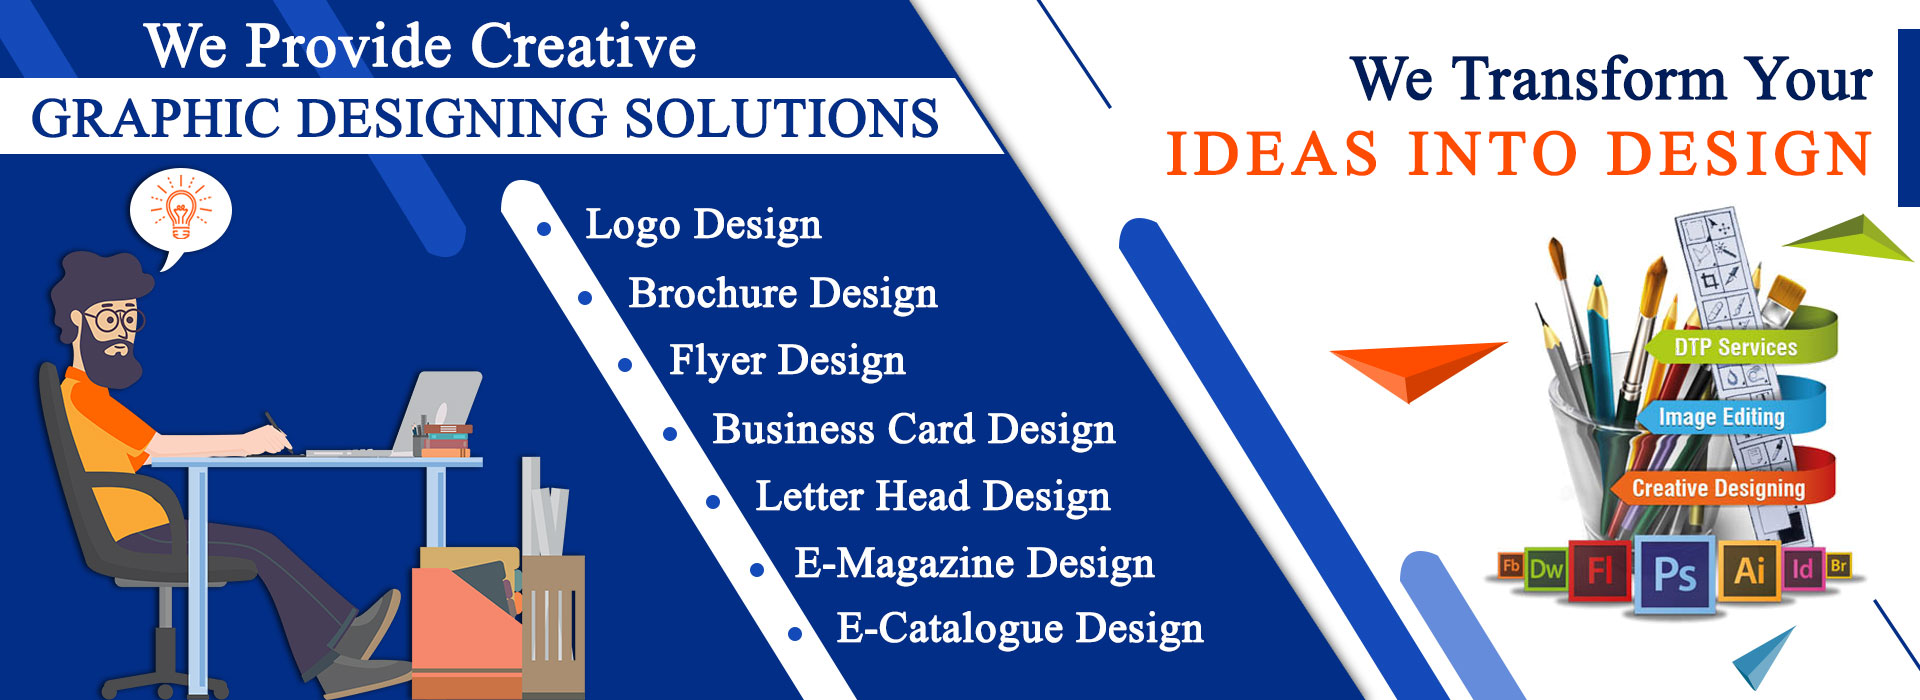 We Provide Creative
GRAPHIC DESIGNING SOLUTIONS
Logo Design
Brochure Design
Flyer Design
Business Card Design
Letter Head Design
E-Magazine Design
E-Catalogue Design
We Transform Your
IDEAS INTO DESIGN
DTP Services
Image Editing
Creative Designing
Fb Dw Fl Ps Ai Id Br